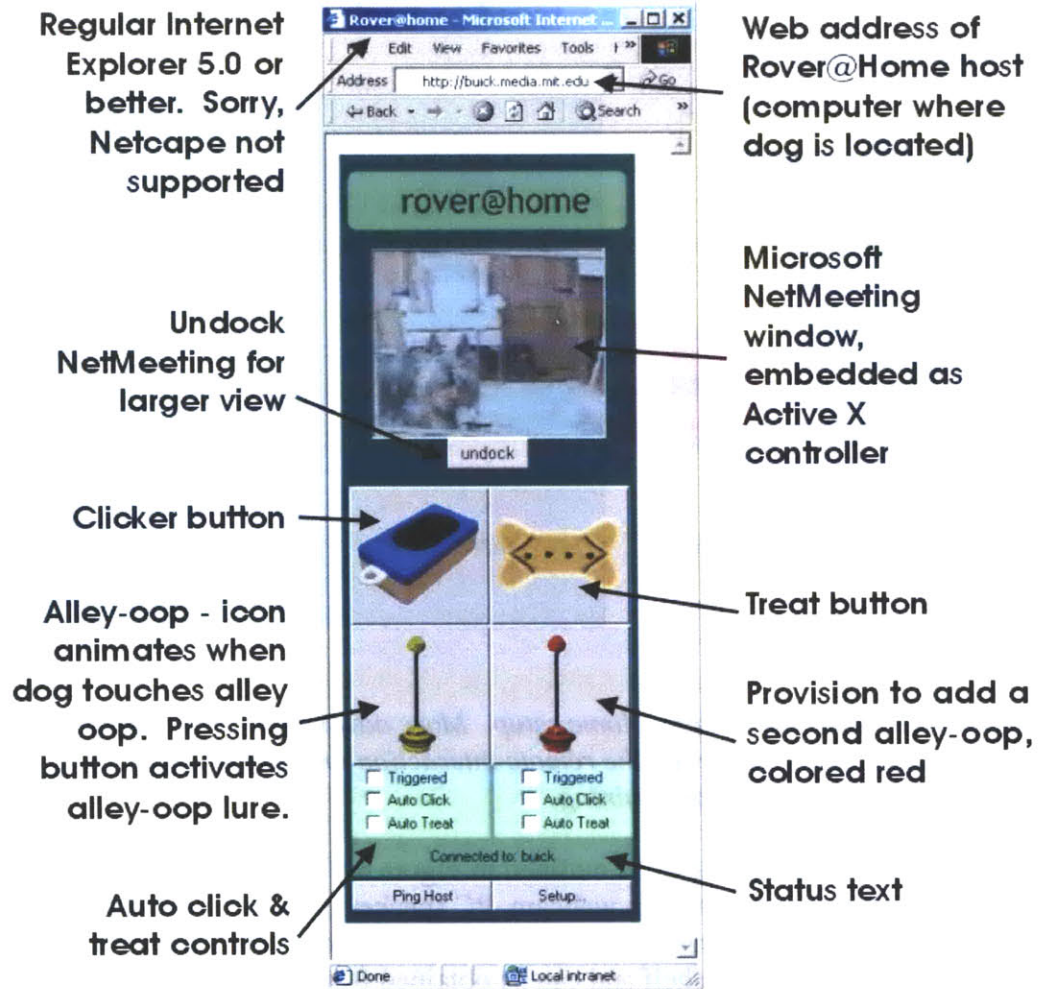 Regular Internet
Explorer 5.0 or
better. Sorry,
Netcape not
supported
Undock
NetMeeting for
larger view
Clicker button
Alley-oop - icon
animates when
dog touches alley
oop. Pressing
button activates
alley-oop lure.
Auto click &
treat controls
Rover@home - Microsoft Internet ...
Edit View Favorites Tools
Address http://buick.media.mit.edu Go
Back Search
rover@home
undock
Triggered Triggered
Auto Click Auto Click
Auto Treat Auto Treat
Connected to: buick
Ping Host Setup...
Done Local intranet
Web address of
Rover@Home host
(computer where
dog is located)
Microsoft
NetMeeting
window,
embedded as
Active X
controller
Treat button
Provision to add a
second alley-oop,
colored red
Status text